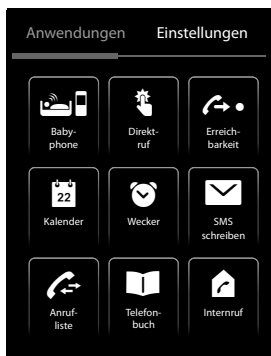 Anwendungen Einstellungen
Baby-
phone
Direkt-
ruf
Erreich-
barkeit
22
Kalender
Wecker
SMS
schreiben
Anruf-
liste
Telefon-
buch
Internruf